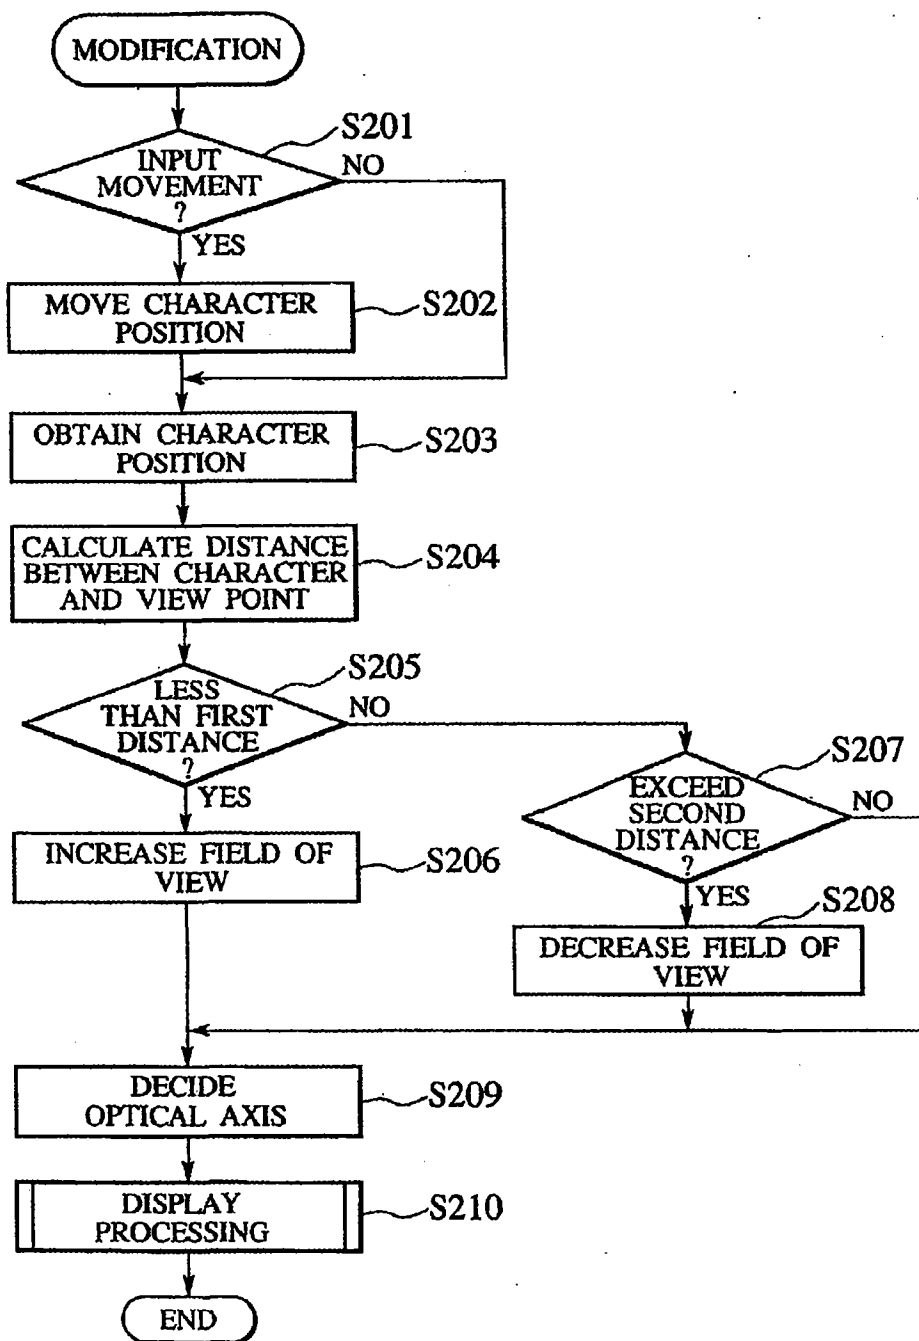 MODIFICATION
S201
INPUT
MOVEMENT
?
NO
YES
MOVE CHARACTER
POSITION
S202
OBTAIN CHARACTER
POSITION
S203
CALCULATE DISTANCE
BETWEEN CHARACTER
AND VIEW POINT
S204
S205
LESS
THAN FIRST
DISTANCE
?
NO
YES
S207
EXCEED
SECOND
DISTANCE
?
NO
YES
INCREASE FIELD OF
VIEW
S206
S208
DECREASE FIELD OF
VIEW
DECIDE
OPTICAL AXIS
S209
DISPLAY
PROCESSING
S210
END